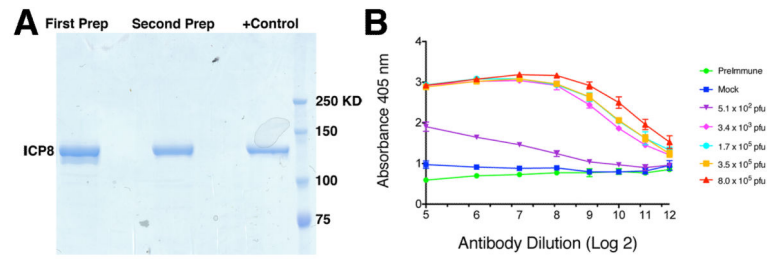 A
First Prep Second Prep +Control
250 KD
150
ICP8
100
75
B
Absorbance 405 nm
4
3
2
1
0
5 6 7 8 9 10 11 12
Antibody Dilution (Log 2)
PreImmune
Mock
5.1 x 10² pfu
3.4 x 10³ pfu
1.7 x 10⁵ pfu
3.5 x 10⁵ pfu
8.0 x 10⁵ pfu